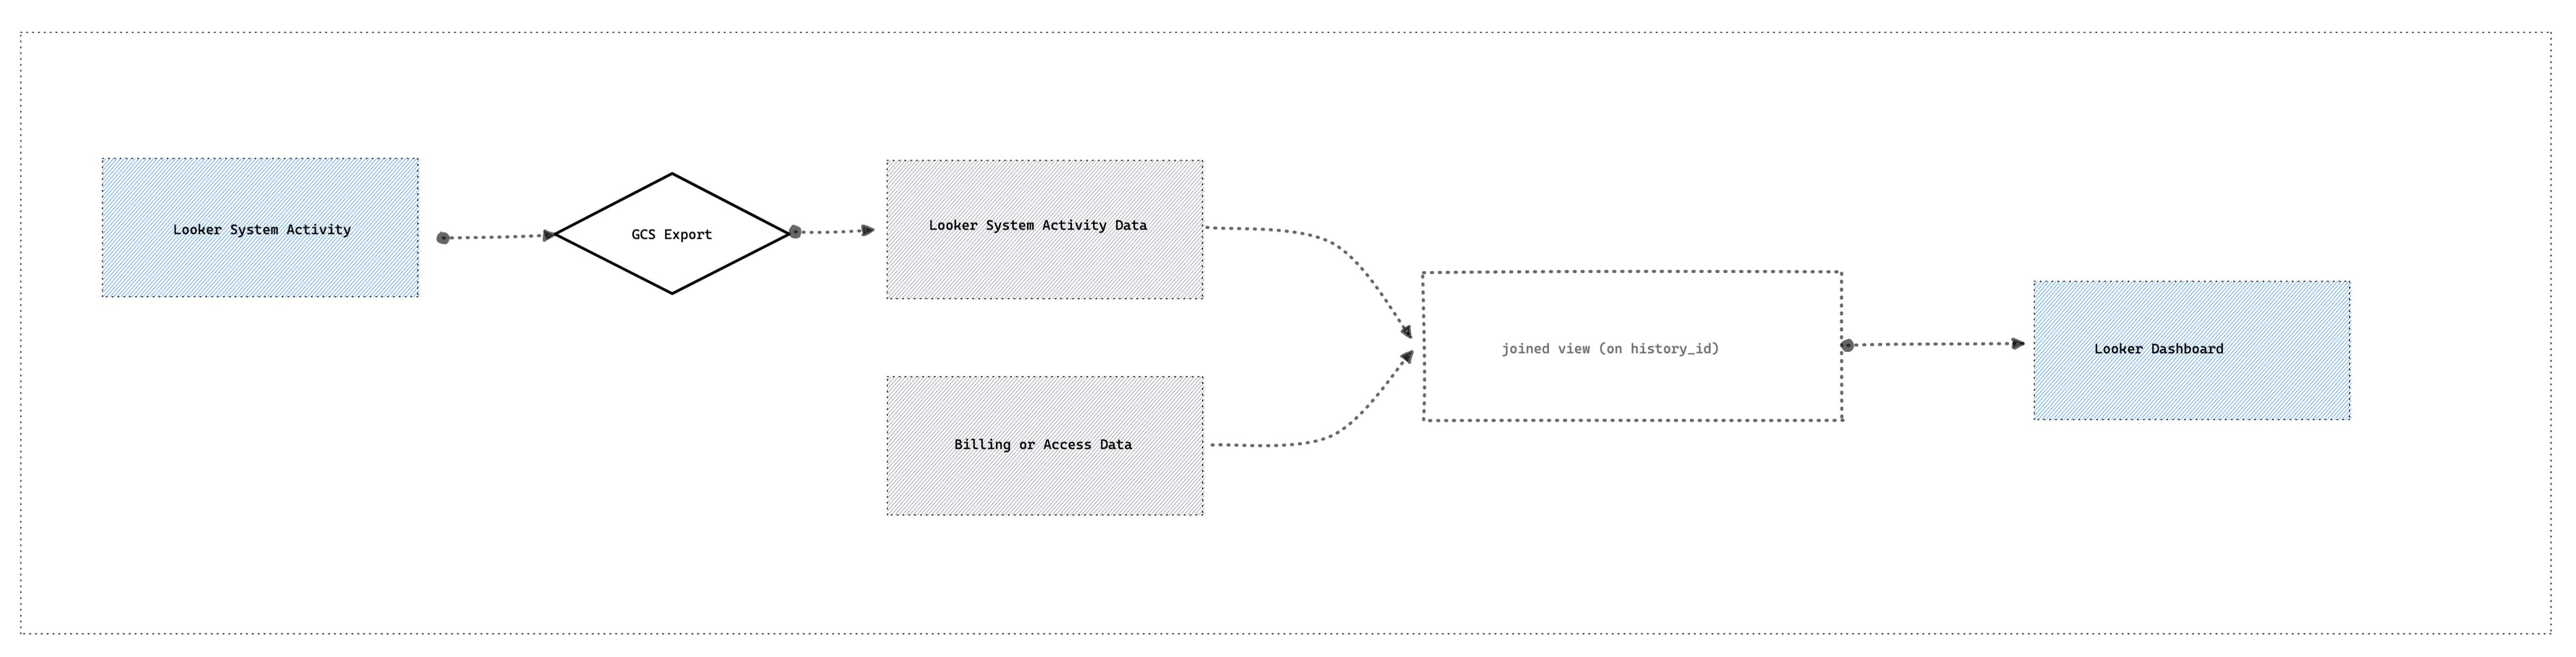 Looker System Activity
GCS Export
Looker System Activity Data
Billing or Access Data
joined view (on history_id)
Looker Dashboard